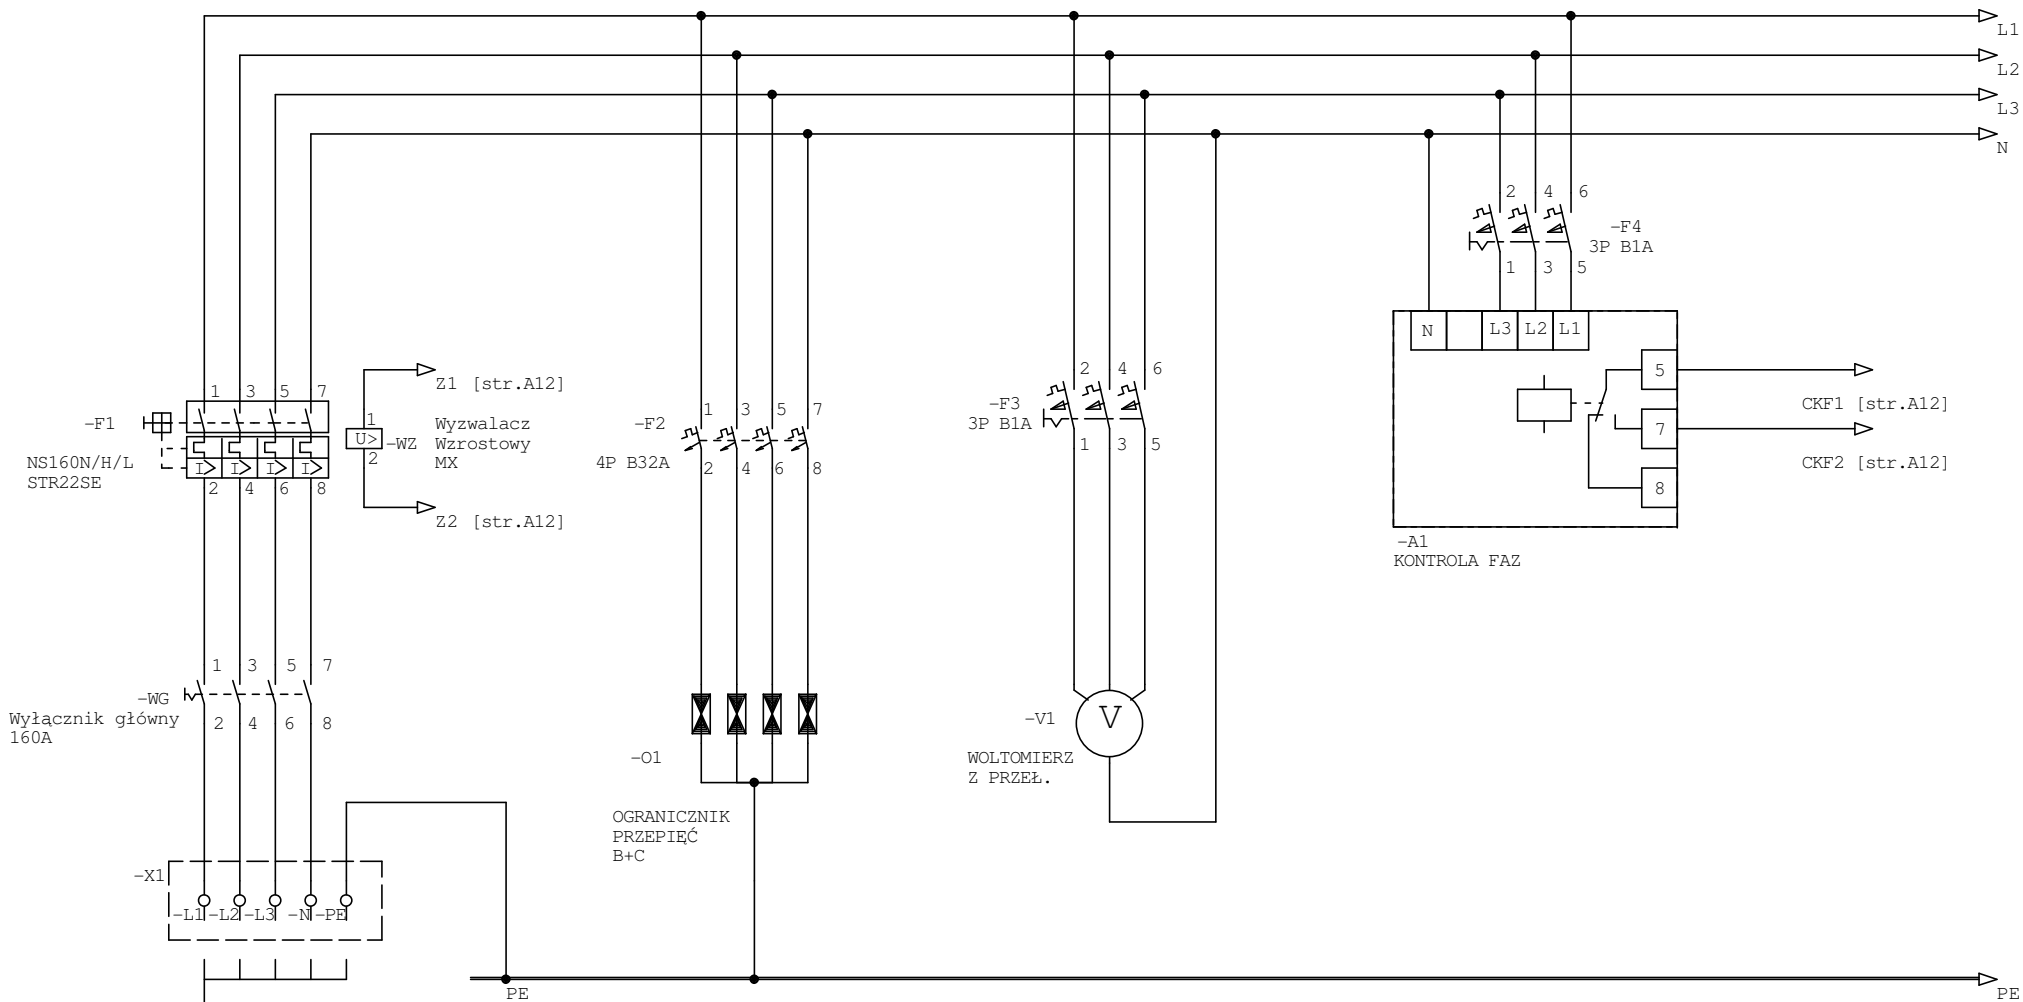 L1
L2
L3
N
2 4 6
-F4
3P B1A
1 3 5
N L3 L2 L1
5
7
8
CKF1 [str.A12]
CKF2 [str.A12]
-A1
KONTROLA FAZ
1 3 5 7
-F1
NS160N/H/L
STR22SE
I> I> I> I>
2 4 6 8
Z1 [str.A12]
1
U>
2
-WZ
Wyzwalacz
Wzrostowy
MX
Z2 [str.A12]
1 3 5 7
-F2
4P B32A
2 4 6 8
2 4 6
-F3
3P B1A
1 3 5
1 3 5 7
-WG
Wyłącznik główny
160A
2 4 6 8
-O1
OGRANICZNIK
PRZEPIĘĆ
B+C
V
-V1
WOLTOMIERZ
Z PRZEŁ.
-X1
-L1 -L2 -L3 -N -PE
PE
PE